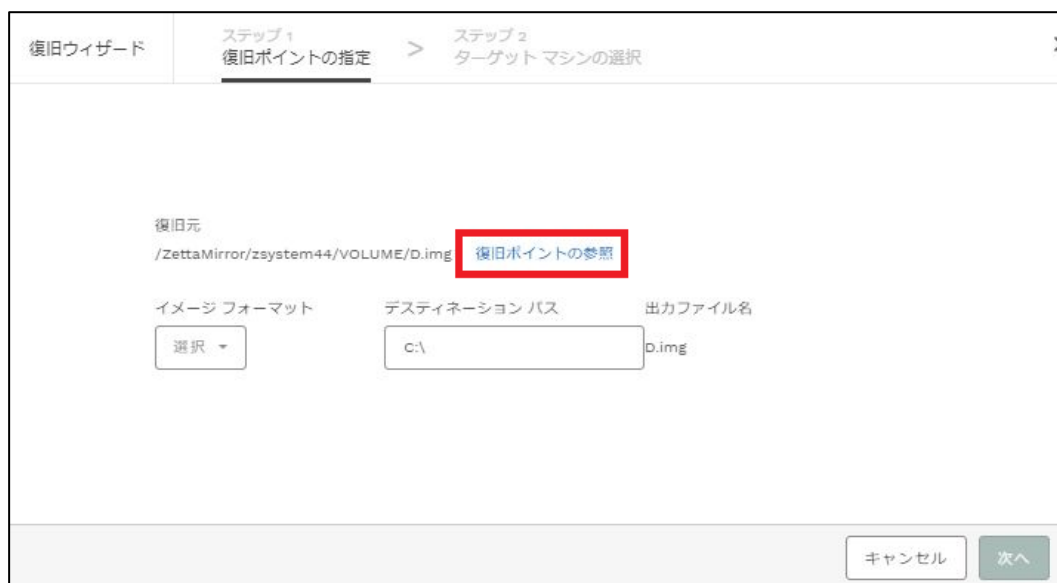 復旧ウィザード
ステップ 1
復旧ポイントの指定
>
ステップ 2
ターゲット マシンの選択
復旧元
/ZettaMirror/zsystem44/VOLUME/D.img 復旧ポイントの参照
イメージ フォーマット
デスティネーション パス
出力ファイル名
選択
C:\
D.img
キャンセル
次へ